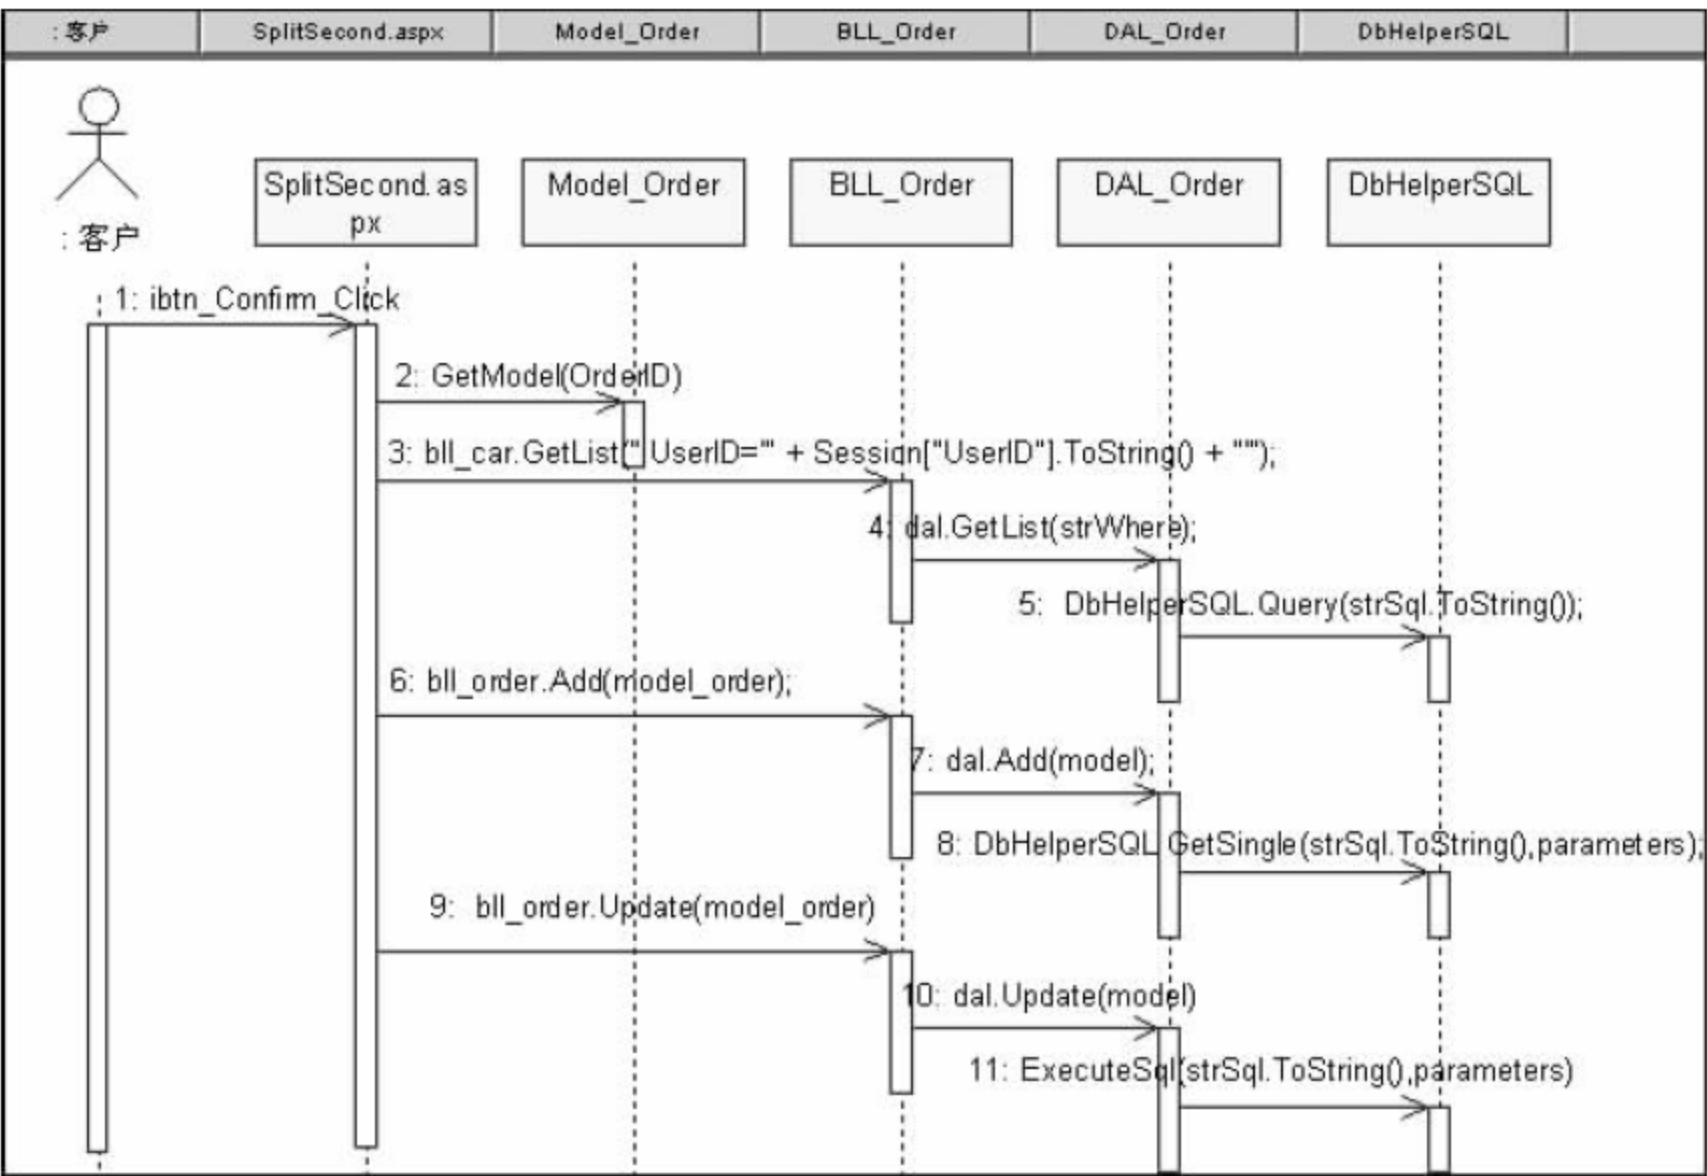 : 客户 SplitSecond.aspx Model_Order BLL_Order DAL_Order DbHelperSQL
: 客户
SplitSecond.as
px
Model_Order
BLL_Order
DAL_Order
DbHelperSQL
1: ibtn_Confirm_Click
2: GetModel(OrderID)
3: bll_car.GetList(" UserID='" + Session["UserID"].ToString() + "'");
4: dal.GetList(strWhere);
5: DbHelperSQL.Query(strSql.ToString());
6: bll_order.Add(model_order);
7: dal.Add(model);
8: DbHelperSQL.GetSingle(strSql.ToString(),parameters);
9: bll_order.Update(model_order)
10: dal.Update(model)
11: ExecuteSql(strSql.ToString(),parameters)